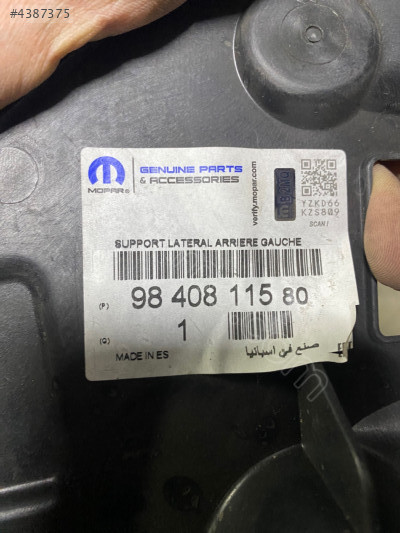 #4387375
MOPAR®
GENUINE PARTS
& ACCESSORIES
verify.mopar.com
YZKD66
KZS809
SCAN!
SUPPORT LATERAL ARRIERE GAUCHE
(P)
98 408 115 80
(Q)
1
MADE IN ES
صنع في اسبانيا